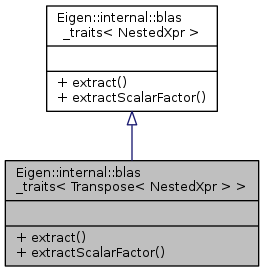 Eigen::internal::blas
_traits< NestedXpr >
+ extract()
+ extractScalarFactor()
Eigen::internal::blas
_traits< Transpose< NestedXpr > >
+ extract()
+ extractScalarFactor()